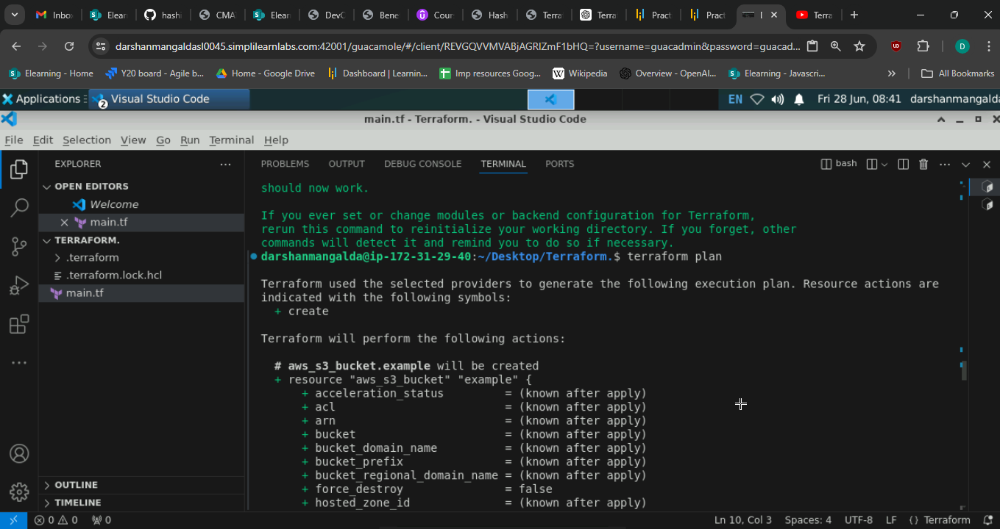 Inbo
Elear
hashi
CMA
Elear
DevC
Bene
Cour
Hash
Terra
Terra
Pract
Pract
Terra
darshanmangaldasl0045.simplilearnlabs.com:42001/guacamole/#/client/REVGQVVMVABjAGRIZmF1bHQ=?username=guacadmin&password=guacad...
Elearning - Home
Y20 board - Agile b...
Home - Google Drive
Dashboard | Learnin...
Imp resources Goog...
Wikipedia
Overview - OpenAI...
Elearning - Javascri...
»
All Bookmarks
Applications
2 Visual Studio Code
EN
Fri 28 Jun, 08:41
darshanmangalda
main.tf - Terraform. - Visual Studio Code
File Edit Selection View Go Run Terminal Help
EXPLORER
OPEN EDITORS
Welcome
main.tf
TERRAFORM.
.terraform
.terraform.lock.hcl
main.tf
OUTLINE
TIMELINE
PROBLEMS OUTPUT DEBUG CONSOLE TERMINAL PORTS
bash
should now work.
If you ever set or change modules or backend configuration for Terraform,
rerun this command to reinitialize your working directory. If you forget, other
commands will detect it and remind you to do so if necessary.
darshanmangalda@ip-172-31-29-40:~/Desktop/Terraform.$ terraform plan
Terraform used the selected providers to generate the following execution plan. Resource actions are
indicated with the following symbols:
+ create
Terraform will perform the following actions:
# aws_s3_bucket.example will be created
+ resource "aws_s3_bucket" "example" {
+ acceleration_status = (known after apply)
+ acl = (known after apply)
+ arn = (known after apply)
+ bucket = (known after apply)
+ bucket_domain_name = (known after apply)
+ bucket_prefix = (known after apply)
+ bucket_regional_domain_name = (known after apply)
+ force_destroy = false
+ hosted_zone_id = (known after apply)
0 0 0
Ln 10, Col 3 Spaces: 4 UTF-8 LF {} Terraform